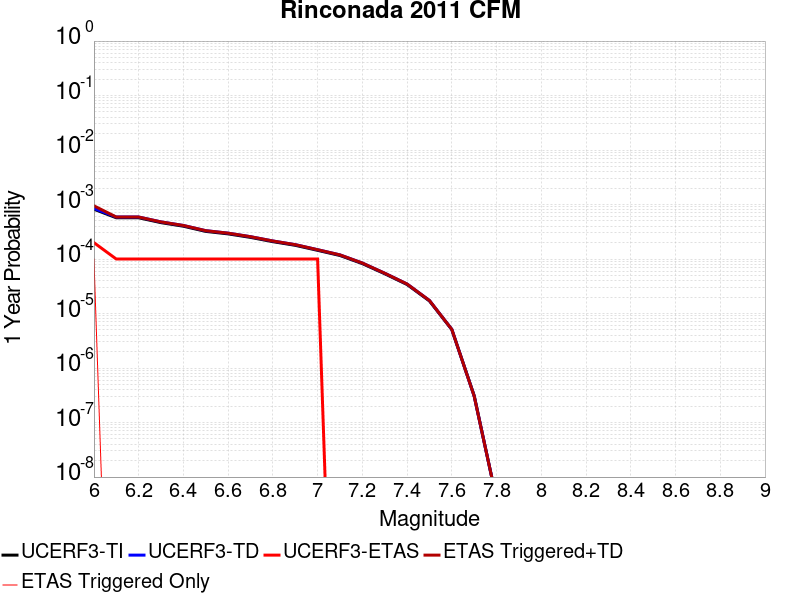 Rinconada 2011 CFM
10^0
10^-1
10^-2
10^-3
10^-4
10^-5
10^-6
10^-7
10^-8
1 Year Probability
6 6.2 6.4 6.6 6.8 7 7.2 7.4 7.6 7.8 8 8.2 8.4 8.6 8.8 9
Magnitude
UCERF3-TI UCERF3-TD UCERF3-ETAS ETAS Triggered+TD
ETAS Triggered Only